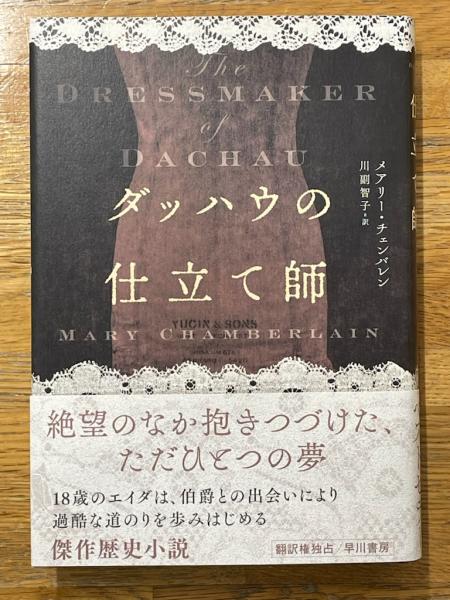 The
DRESSMAKER
of
DACHAU
ダッハウの
仕立て師
メアリー・チェンバレン
川副智子・訳
MARY CHAMBERLAIN
YUGIN & SONS
絶望のなか抱きつづけた、
ただひとつの夢
18歳のエイダは、伯爵との出会いにより
過酷な道のりを歩みはじめる
傑作歴史小説
翻訳権独占/早川書房
仕立て師